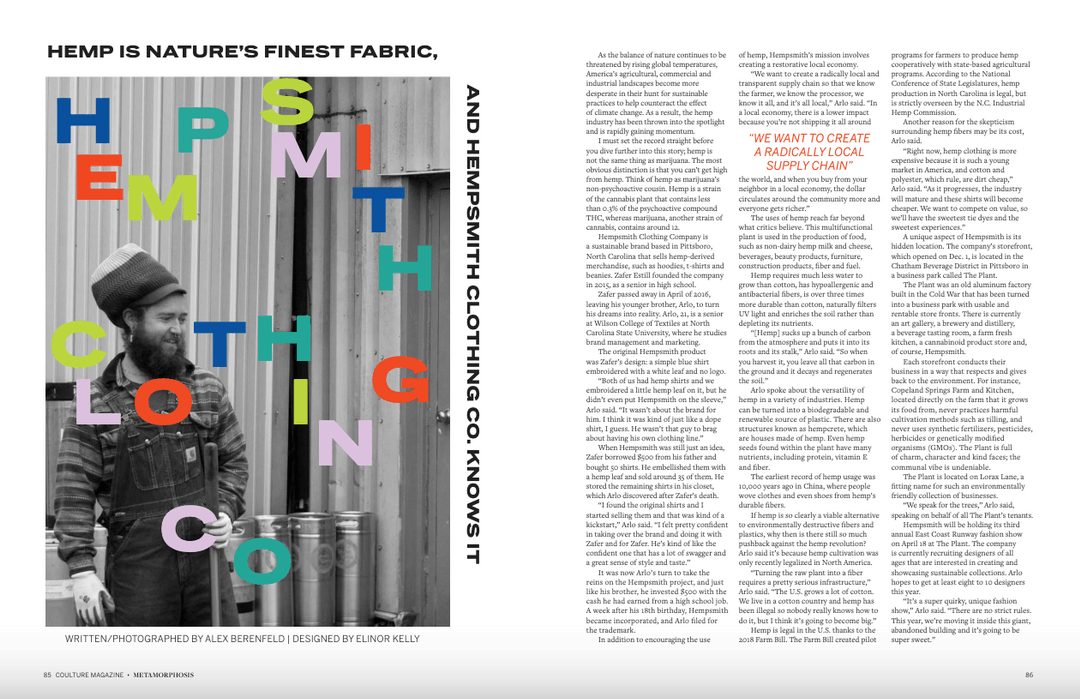 HEMP IS NATURE'S FINEST FABRIC,
HEMP
SMITH
CLOTHING
CO
AND HEMPSMITH CLOTHING CO. KNOWS IT
WRITTEN/PHOTOGRAPHED BY ALEX BERENFELD | DESIGNED BY ELINOR KELLY
85 COULTURE MAGAZINE • METAMORPHOSIS
As the balance of nature continues to be
threatened by rising global temperatures,
America's agricultural, commercial and
industrial landscapes become more
desperate in their hunt for sustainable
practices to help counteract the effect
of climate change. As a result, the hemp
industry has been thrown into the spotlight
and is rapidly gaining momentum.
I must set the record straight before
you dive further into this story; hemp is
not the same thing as marijuana. The most
obvious distinction is that you can't get high
from hemp. Think of hemp as marijuana's
non-psychoactive cousin. Hemp is a strain
of the cannabis plant that contains less
than 0.3% of the psychoactive compound
THC, whereas marijuana, another strain of
cannabis, contains around 12.
Hempsmith Clothing Company is
a sustainable brand based in Pittsboro,
North Carolina that sells hemp-derived
merchandise, such as hoodies, t-shirts and
beanies. Zafer Estill founded the company
in 2015, as a senior in high school.
Zafer passed away in April of 2016,
leaving his younger brother, Arlo, to turn
his dreams into reality. Arlo, 21, is a senior
at Wilson College of Textiles at North
Carolina State University, where he studies
brand management and marketing.
The original Hempsmith product
was Zafer's design: a simple blue shirt
embroidered with a white leaf and no logo.
"Both of us had hemp shirts and we
embroidered a little hemp leaf on it, but he
didn't even put Hempsmith on the sleeve,"
Arlo said. "It wasn't about the brand for
him. I think it was kind of just like a dope
shirt, I guess. He wasn't that guy to brag
about having his own clothing line."
When Hempsmith was still just an idea,
Zafer borrowed $500 from his father and
bought 50 shirts. He embellished them with
a hemp leaf and sold around 35 of them. He
stored the remaining shirts in his closet,
which Arlo discovered after Zafer's death.
"I found the original shirts and I
started selling them and that was kind of a
kickstart," Arlo said. "I felt pretty confident
in taking over the brand and doing it with
Zafer and for Zafer. He's kind of like the
confident one that has a lot of swagger and
a great sense of style and taste."
It was now Arlo's turn to take the
reins on the Hempsmith project, and just
like his brother, he invested $500 with the
cash he had earned from a high school job.
A week after his 18th birthday, Hempsmith
became incorporated, and Arlo filed for
the trademark.
In addition to encouraging the use
of hemp, Hempsmith's mission involves
creating a restorative local economy.
"We want to create a radically local and
transparent supply chain so that we know
the farmer, we know the processor, we
know it all, and it's all local," Arlo said. "In
a local economy, there is a lower impact
because you're not shipping it all around
"WE WANT TO CREATE
A RADICALLY LOCAL
SUPPLY CHAIN"
the world, and when you buy from your
neighbor in a local economy, the dollar
circulates around the community more and
everyone gets richer."
The uses of hemp reach far beyond
what critics believe. This multifunctional
plant is used in the production of food,
such as non-dairy hemp milk and cheese,
beverages, beauty products, furniture,
construction products, fiber and fuel.
Hemp requires much less water to
grow than cotton, has hypoallergenic and
antibacterial fibers, is over three times
more durable than cotton, naturally filters
UV light and enriches the soil rather than
depleting its nutrients.
"[Hemp] sucks up a bunch of carbon
from the atmosphere and puts it into its
roots and its stalk," Arlo said. "So when
you harvest it, you leave all that carbon in
the ground and it decays and regenerates
the soil."
Arlo spoke about the versatility of
hemp in a variety of industries. Hemp
can be turned into a biodegradable and
renewable source of plastic. There are also
structures known as hempcrete, which
are houses made of hemp. Even hemp
seeds found within the plant have many
nutrients, including protein, vitamin E
and fiber.
The earliest record of hemp usage was
10,000 years ago in China, where people
wove clothes and even shoes from hemp's
durable fibers.
If hemp is so clearly a viable alternative
to environmentally destructive fibers and
plastics, why then is there still so much
pushback against the hemp revolution?
Arlo said it's because hemp cultivation was
only recently legalized in North America.
"Turning the raw plant into a fiber
requires a pretty serious infrastructure,"
Arlo said. "The U.S. grows a lot of cotton.
We live in a cotton country and hemp has
been illegal so nobody really knows how to
do it, but I think it's going to become big."
Hemp is legal in the U.S. thanks to the
2018 Farm Bill. The Farm Bill created pilot
programs for farmers to produce hemp
cooperatively with state-based agricultural
programs. According to the National
Conference of State Legislatures, hemp
production in North Carolina is legal, but
is strictly overseen by the N.C. Industrial
Hemp Commission.
Another reason for the skepticism
surrounding hemp fibers may be its cost,
Arlo said.
"Right now, hemp clothing is more
expensive because it is such a young
market in America, and cotton and
polyester, which rule, are dirt cheap,"
Arlo said. "As it progresses, the industry
will mature and these shirts will become
cheaper. We want to compete on value, so
we'll have the sweetest tie dyes and the
sweetest experiences."
A unique aspect of Hempsmith is its
hidden location. The company's storefront,
which opened on Dec. 1, is located in the
Chatham Beverage District in Pittsboro in
a business park called The Plant.
The Plant was an old aluminum factory
built in the Cold War that has been turned
into a business park with usable and
rentable store fronts. There is currently
an art gallery, a brewery and distillery,
a beverage tasting room, a farm fresh
kitchen, a cannabinoid product store and,
of course, Hempsmith.
Each storefront conducts their
business in a way that respects and gives
back to the environment. For instance,
Copeland Springs Farm and Kitchen,
located directly on the farm that it grows
its food from, never practices harmful
cultivation methods such as tilling, and
never uses synthetic fertilizers, pesticides,
herbicides or genetically modified
organisms (GMOs). The Plant is full
of charm, character and kind faces; the
communal vibe is undeniable.
The Plant is located on Lorax Lane, a
fitting name for such an environmentally
friendly collection of businesses.
"We speak for the trees," Arlo said,
speaking on behalf of all The Plant's tenants.
Hempsmith will be holding its third
annual East Coast Runway fashion show
on April 18 at The Plant. The company
is currently recruiting designers of all
ages that are interested in creating and
showcasing sustainable collections. Arlo
hopes to get at least eight to 10 designers
this year.
"It's a super quirky, unique fashion
show," Arlo said. "There are no strict rules.
This year, we're moving it inside this giant,
abandoned building and it's going to be
super sweet."
86